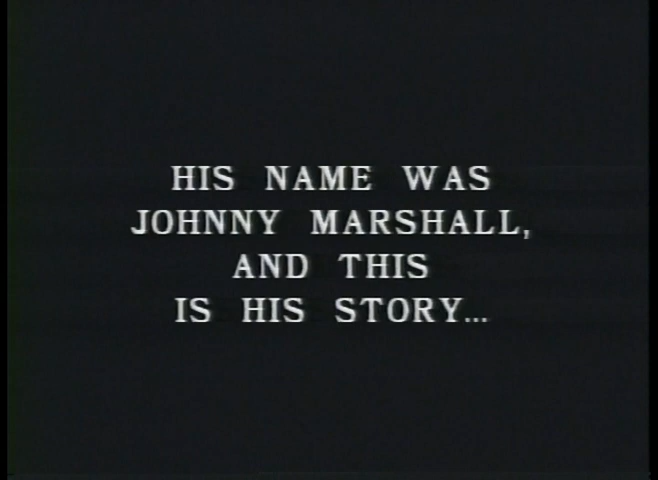 HIS NAME WAS
JOHNNY MARSHALL,
AND THIS
IS HIS STORY...